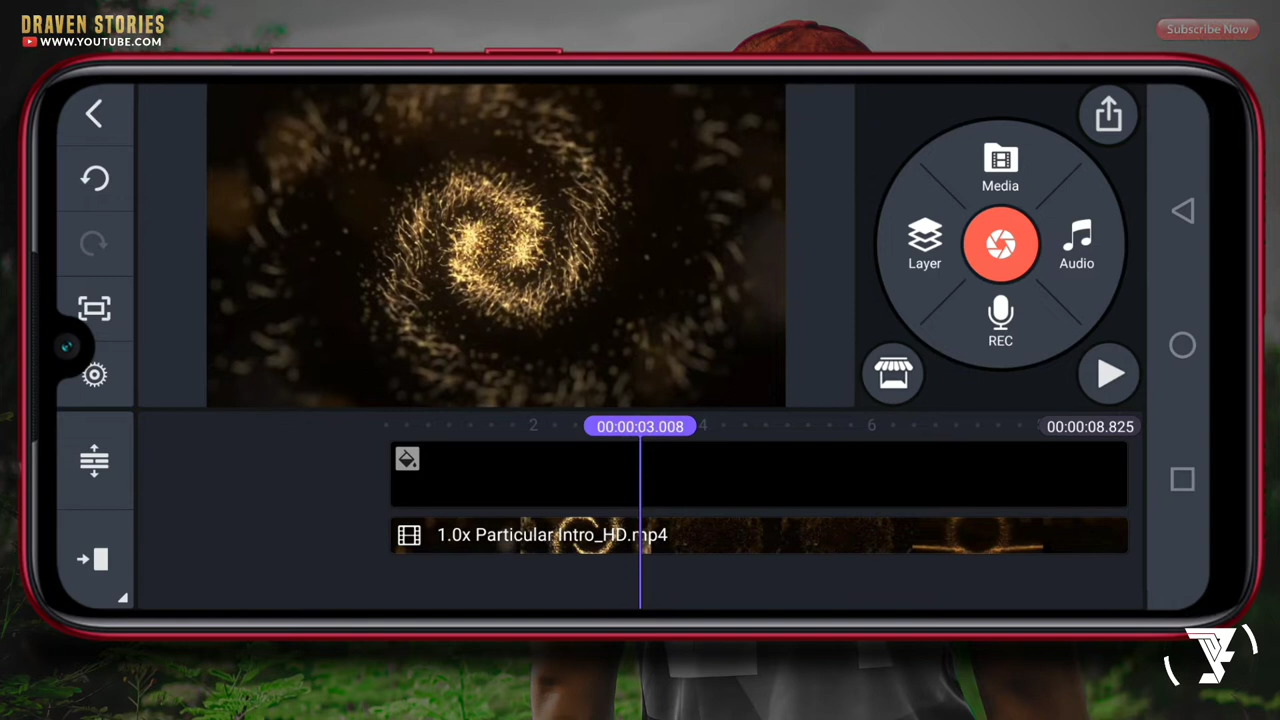 DRAVEN STORIES
WWW.YOUTUBE.COM
Subscribe Now
Media
Layer
Audio
REC
2
00:00:03.008
4
6
00:00:08.825
1.0x Particular Intro_HD.mp4